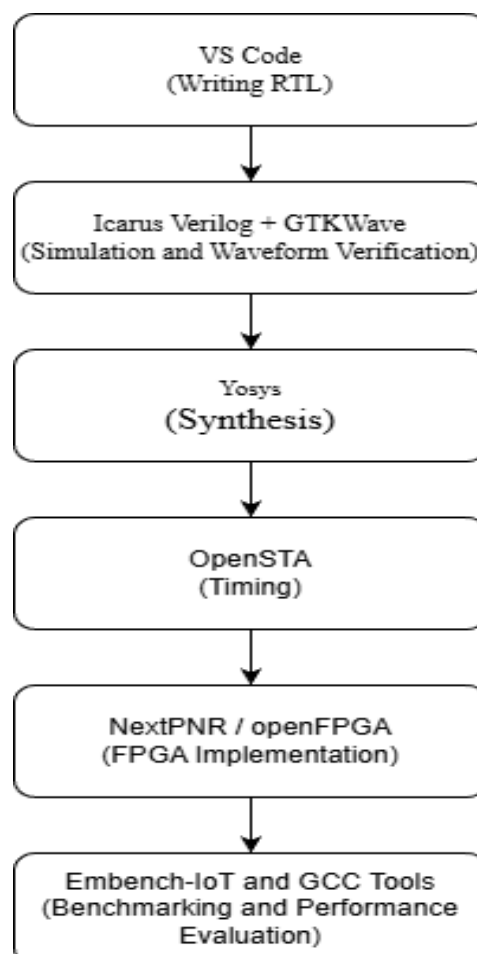 VS Code
(Writing RTL)
Icarus Verilog + GTKWave
(Simulation and Waveform Verification)
Yosys
(Synthesis)
OpenSTA
(Timing)
NextPNR / openFPGA
(FPGA Implementation)
Embench-IoT and GCC Tools
(Benchmarking and Performance
Evaluation)